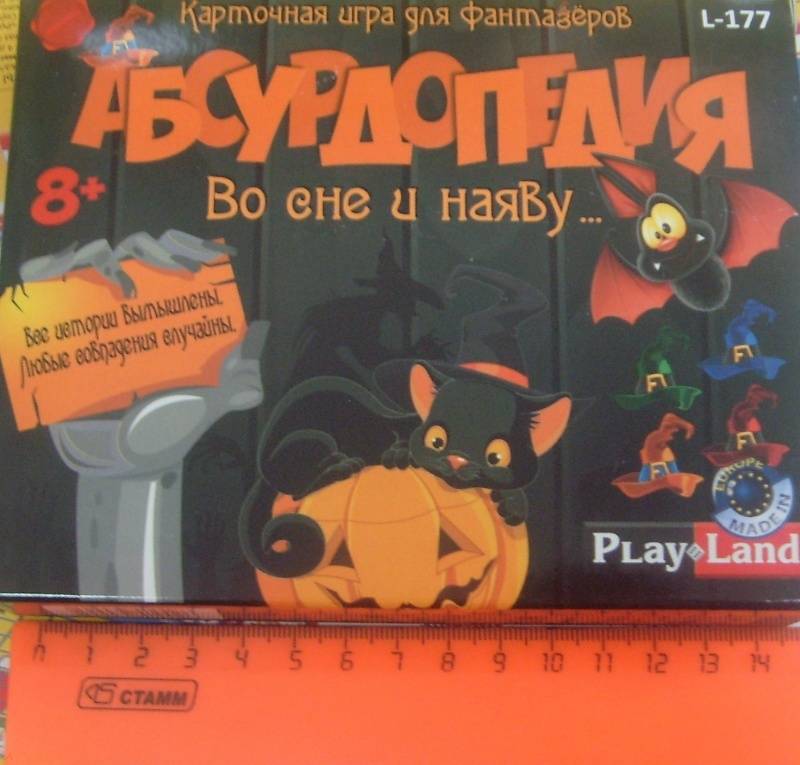 Карточная игра для фантазёров
L-177
АБСУРДОПЕДИЯ
8+
Во сне и наяву...
Все истории вымышлены.
Любые совпадения случайны.
EUROPE
MADE IN
PLAY LAND
1 2 3 4 5 6 7 8 9 10 11 12 13 14
СТАММ